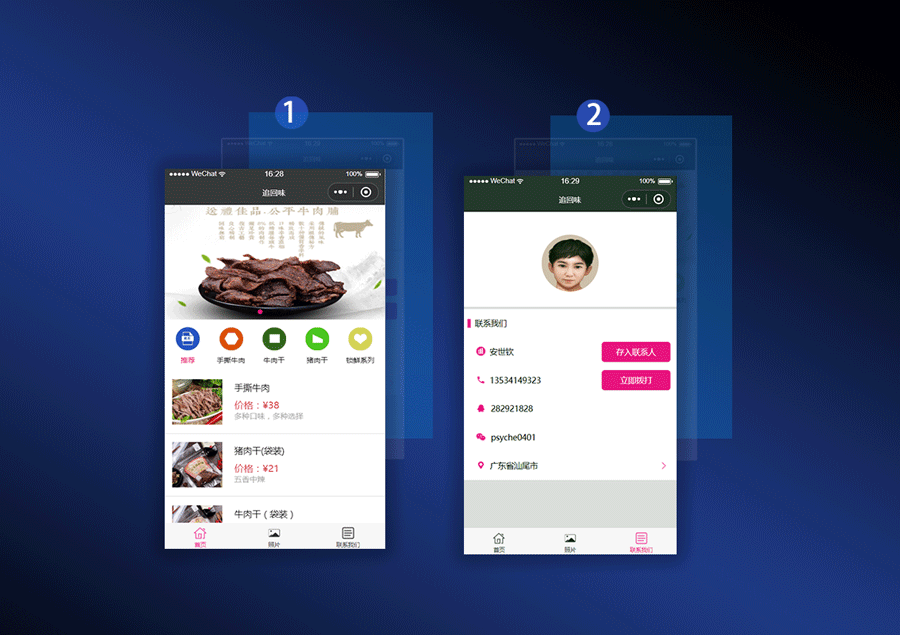 1
WeChat 16:28 100%
追回味
送禮佳品.公平牛肉脯
推荐 手撕牛肉 牛肉干 猪肉干 锁鲜系列
手撕牛肉
价格：¥38
多种口味，多种选择
猪肉干(袋装)
价格：¥21
五香中辣
牛肉干（袋装）
首页 照片 联系我们
2
WeChat 16:29 100%
追回味
联系我们
安世钦 存入联系人
13534149323 立即拨打
282921828
psyche0401
广东省汕尾市
首页 照片 联系我们